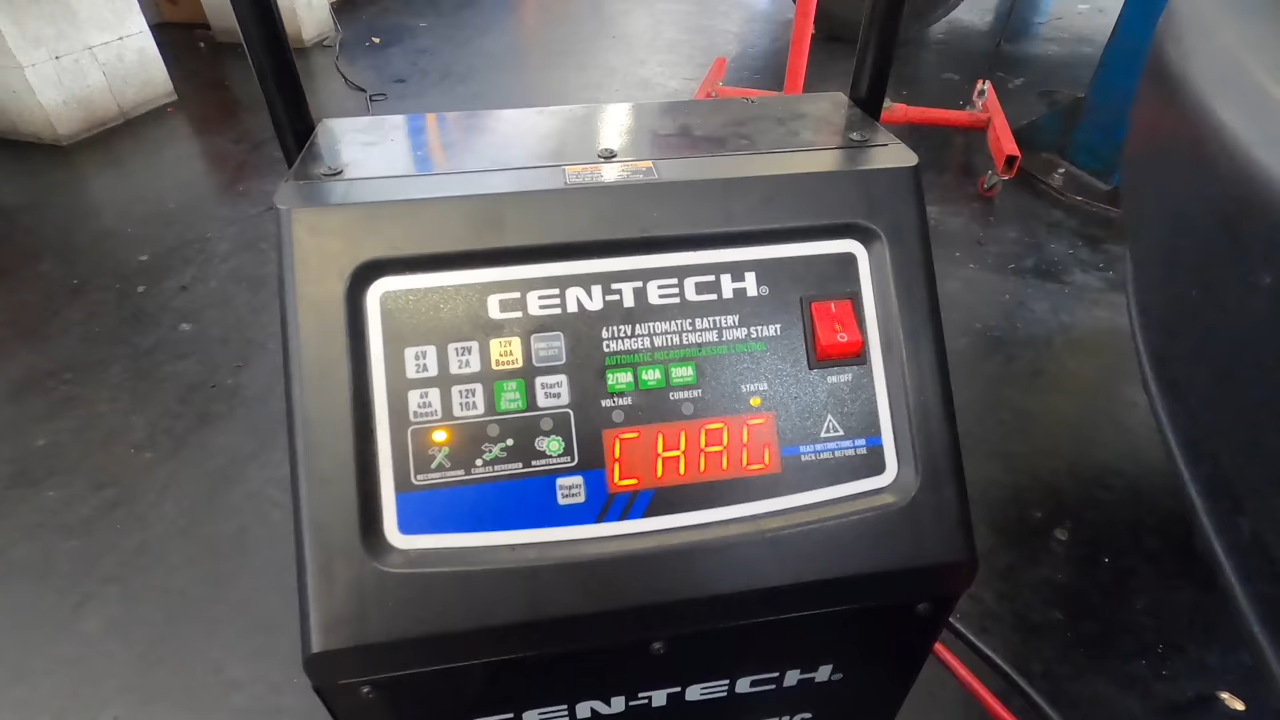 CEN-TECH®
6/12V AUTOMATIC BATTERY
CHARGER WITH ENGINE JUMP START
AUTOMATIC MICROPROCESSOR CONTROL
6V
2A
12V
2A
12V
40A
Boost
FUNCTION
SELECT
2/10A
40A
200A
ON/OFF
6V
40A
Boost
12V
10A
12V
200A
Start
Start/
Stop
VOLTAGE
CURRENT
STATUS
CHAG
RECONDITIONING
CABLES REVERSED
MAINTENANCE
READ INSTRUCTIONS AND
BACK LABEL BEFORE USE
Display
Select
CEN-TECH®